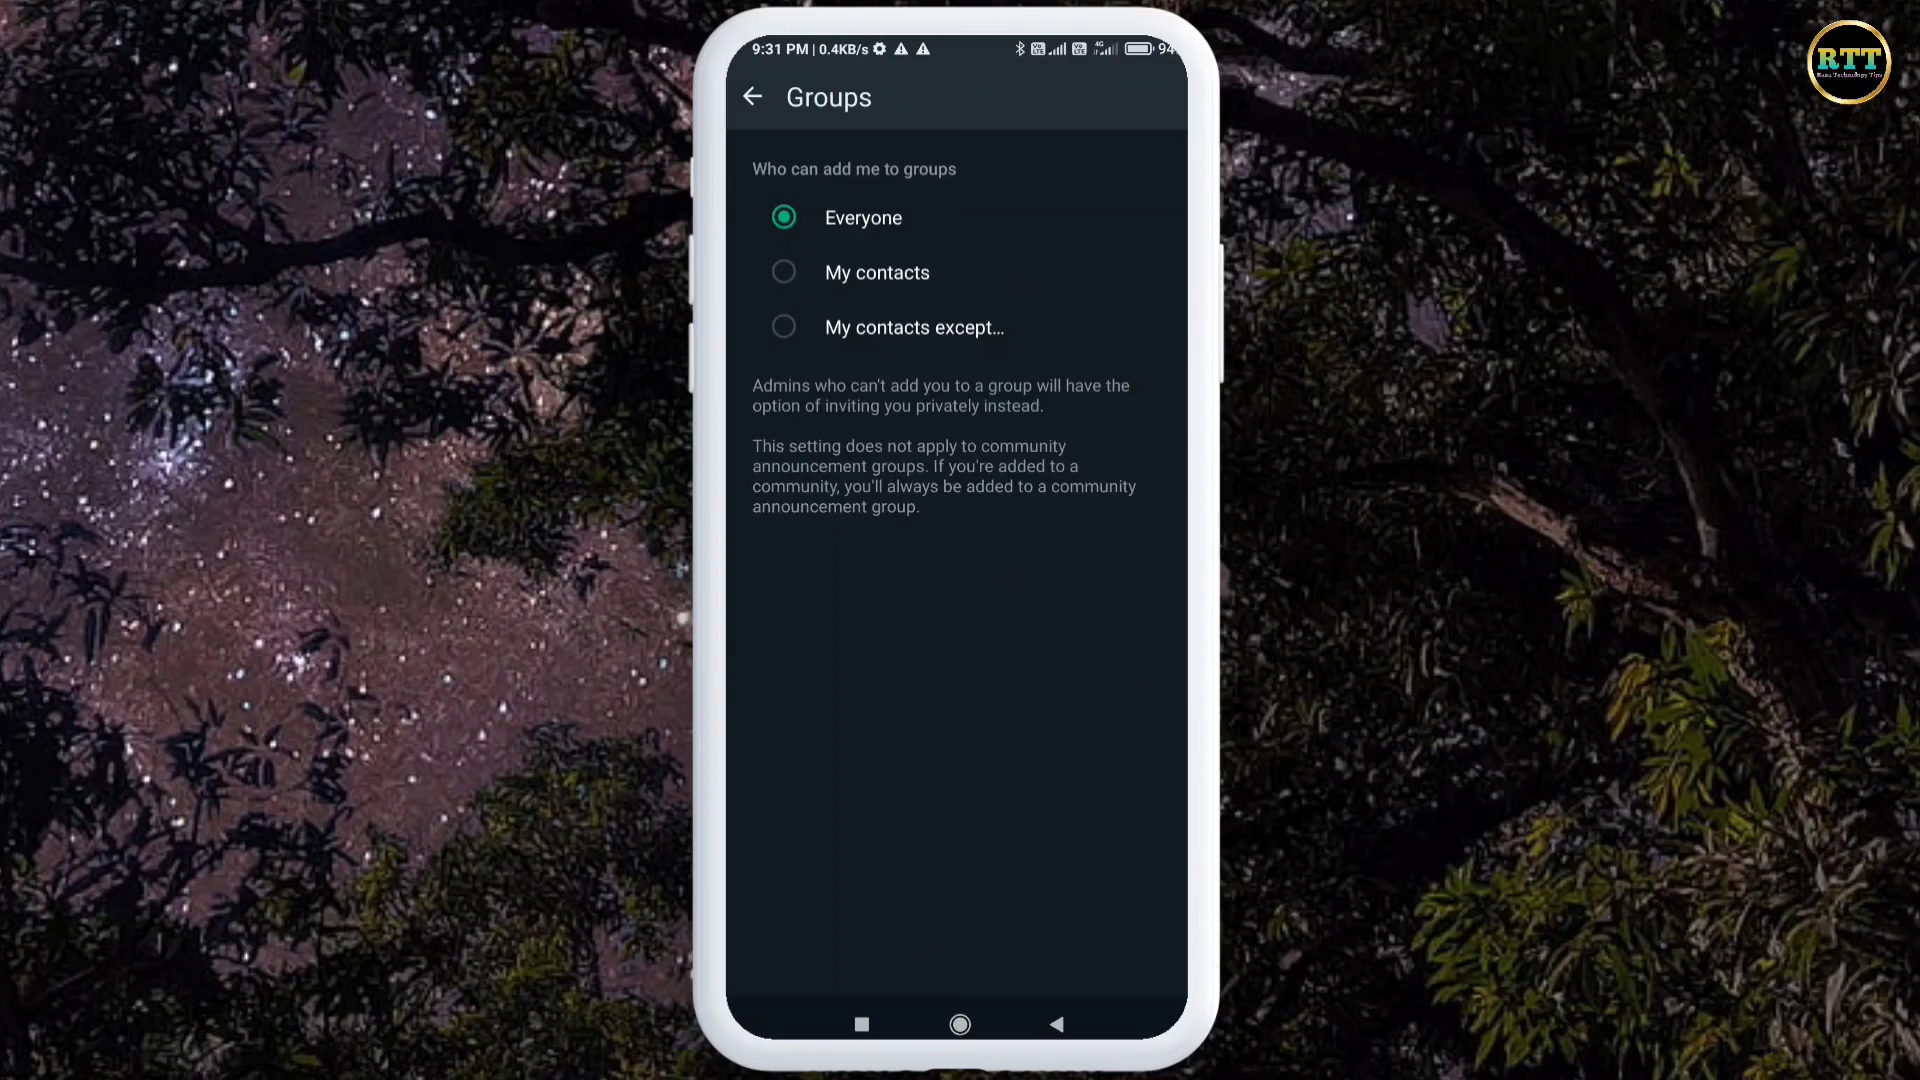 9:31 PM | 0.4KB/s
4G
94
RTT
Groups
Who can add me to groups
Everyone
My contacts
My contacts except...
Admins who can't add you to a group will have the
option of inviting you privately instead.
This setting does not apply to community
announcement groups. If you're added to a
community, you'll always be added to a community
announcement group.